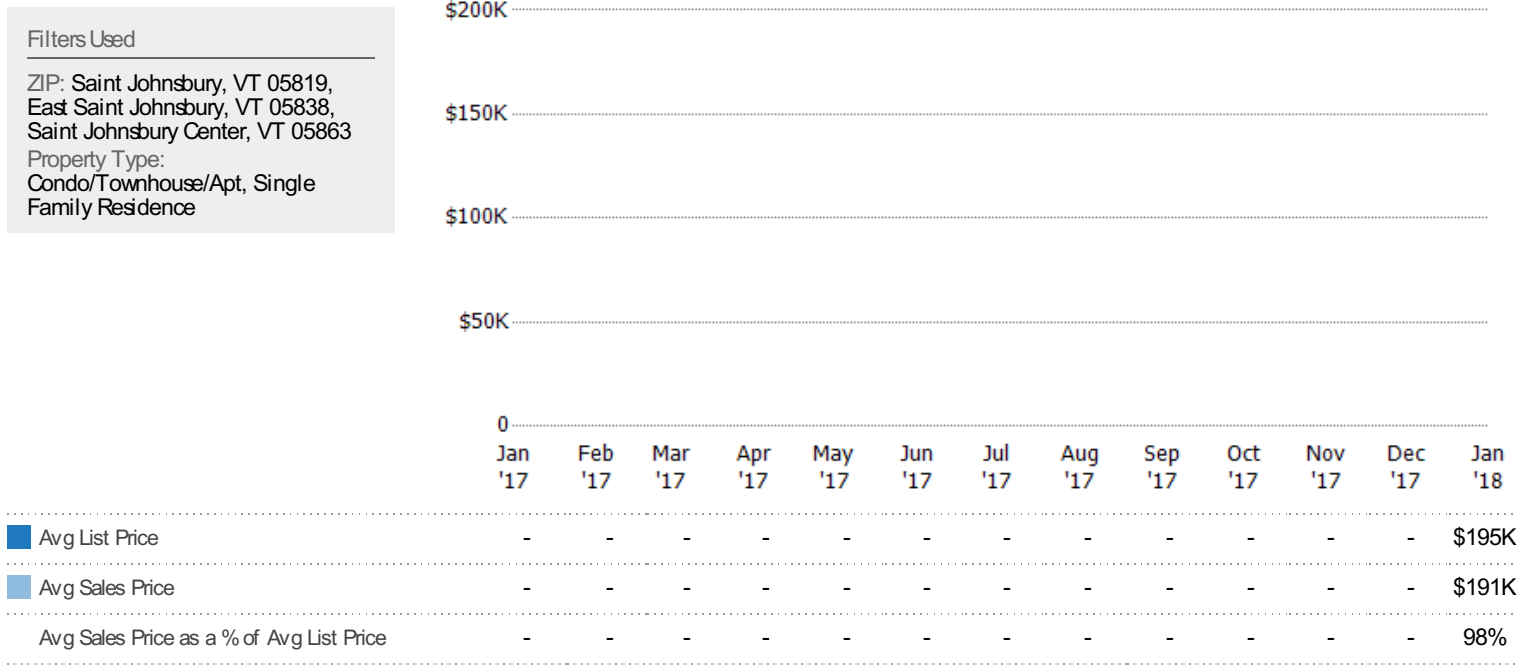 Filters Used
ZIP: Saint Johnsbury, VT 05819,
East Saint Johnsbury, VT 05838,
Saint Johnsbury Center, VT 05863
Property Type:
Condo/Townhouse/Apt, Single
Family Residence
$200K
$150K
$100K
$50K
0
Jan '17 Feb '17 Mar '17 Apr '17 May '17 Jun '17 Jul '17 Aug '17 Sep '17 Oct '17 Nov '17 Dec '17 Jan '18
Avg List Price - - - - - - - - - - - - $195K
Avg Sales Price - - - - - - - - - - - - $191K
Avg Sales Price as a % of Avg List Price - - - - - - - - - - - - 98%